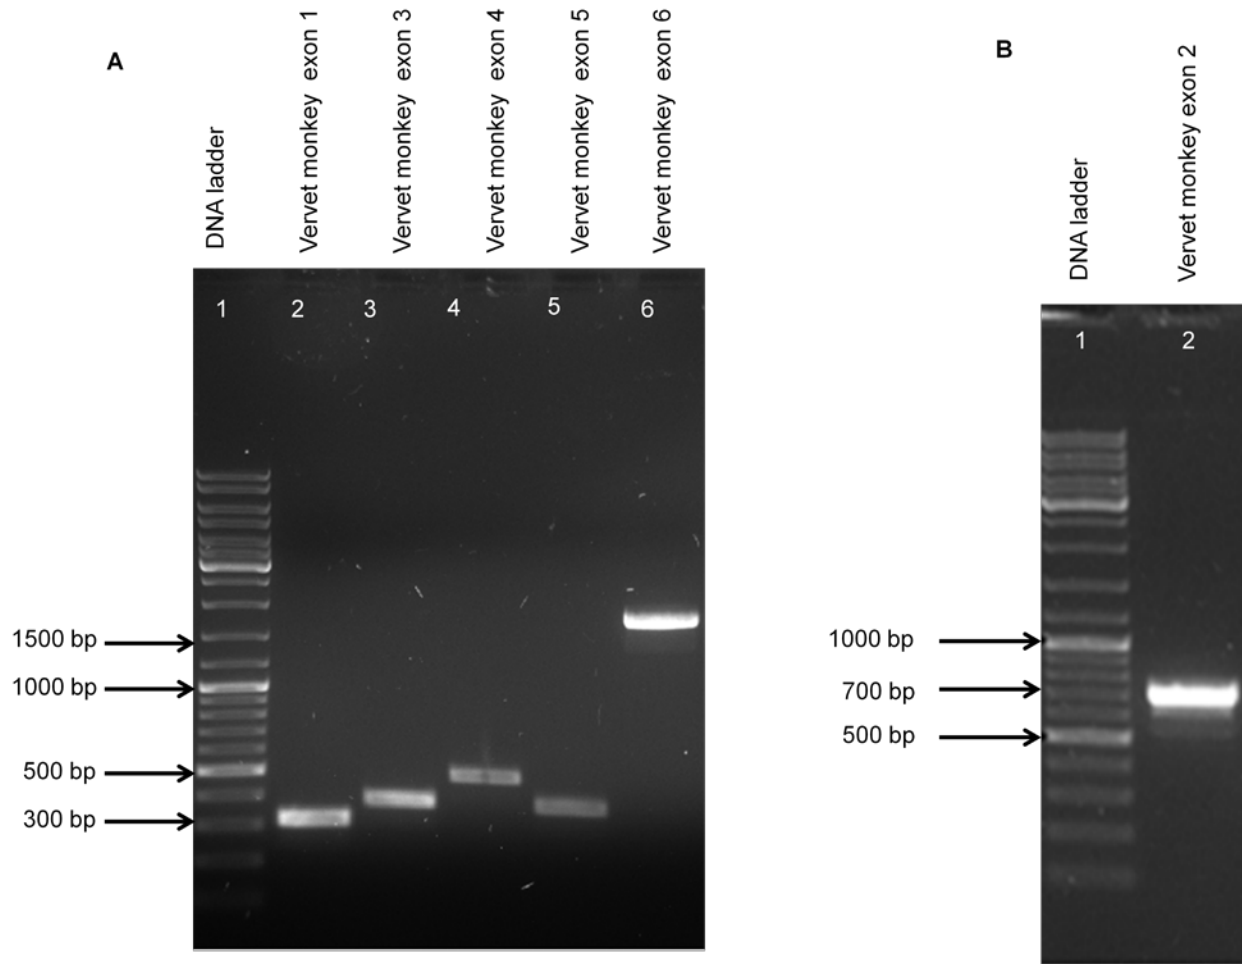 A
DNA ladder
Vervet monkey exon 1
Vervet monkey exon 3
Vervet monkey exon 4
Vervet monkey exon 5
Vervet monkey exon 6
1 2 3 4 5 6
1500 bp
1000 bp
500 bp
300 bp
B
DNA ladder
Vervet monkey exon 2
1 2
1000 bp
700 bp
500 bp